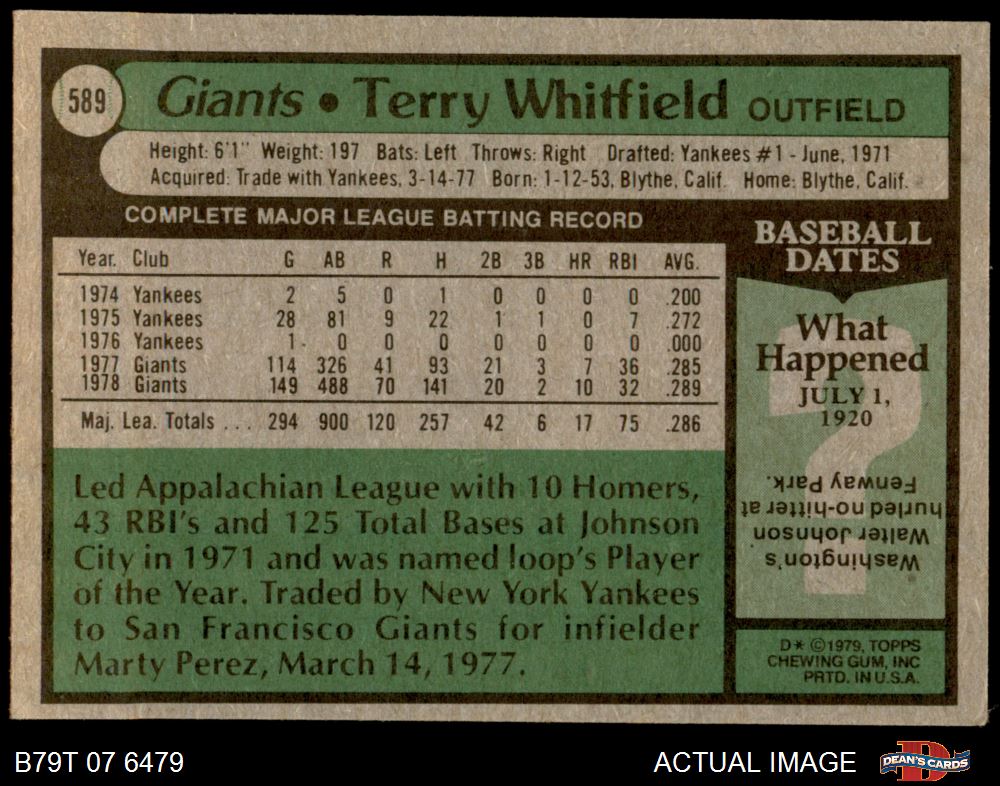 589
Giants • Terry Whitfield OUTFIELD
Height: 6'1" Weight: 197 Bats: Left Throws: Right Drafted: Yankees #1 - June, 1971
Acquired: Trade with Yankees, 3-14-77 Born: 1-12-53, Blythe, Calif. Home: Blythe, Calif.
COMPLETE MAJOR LEAGUE BATTING RECORD
Year. Club G AB R H 2B 3B HR RBI AVG.
1974 Yankees 2 5 0 1 0 0 0 0 .200
1975 Yankees 28 81 9 22 1 1 0 7 .272
1976 Yankees 1 0 0 0 0 0 0 0 .000
1977 Giants 114 326 41 93 21 3 7 36 .285
1978 Giants 149 488 70 141 20 2 10 32 .289
Maj. Lea. Totals . . . 294 900 120 257 42 6 17 75 .286
Led Appalachian League with 10 Homers,
43 RBI's and 125 Total Bases at Johnson
City in 1971 and was named loop's Player
of the Year. Traded by New York Yankees
to San Francisco Giants for infielder
Marty Perez, March 14, 1977.
BASEBALL
DATES
What
Happened
JULY 1,
1920
Washington's
Walter Johnson
hurled no-hitter at
Fenway Park.
D* ©1979, TOPPS
CHEWING GUM, INC
PRTD. IN U.S.A.
B79T 07 6479
ACTUAL IMAGE
D
DEAN'S CARDS